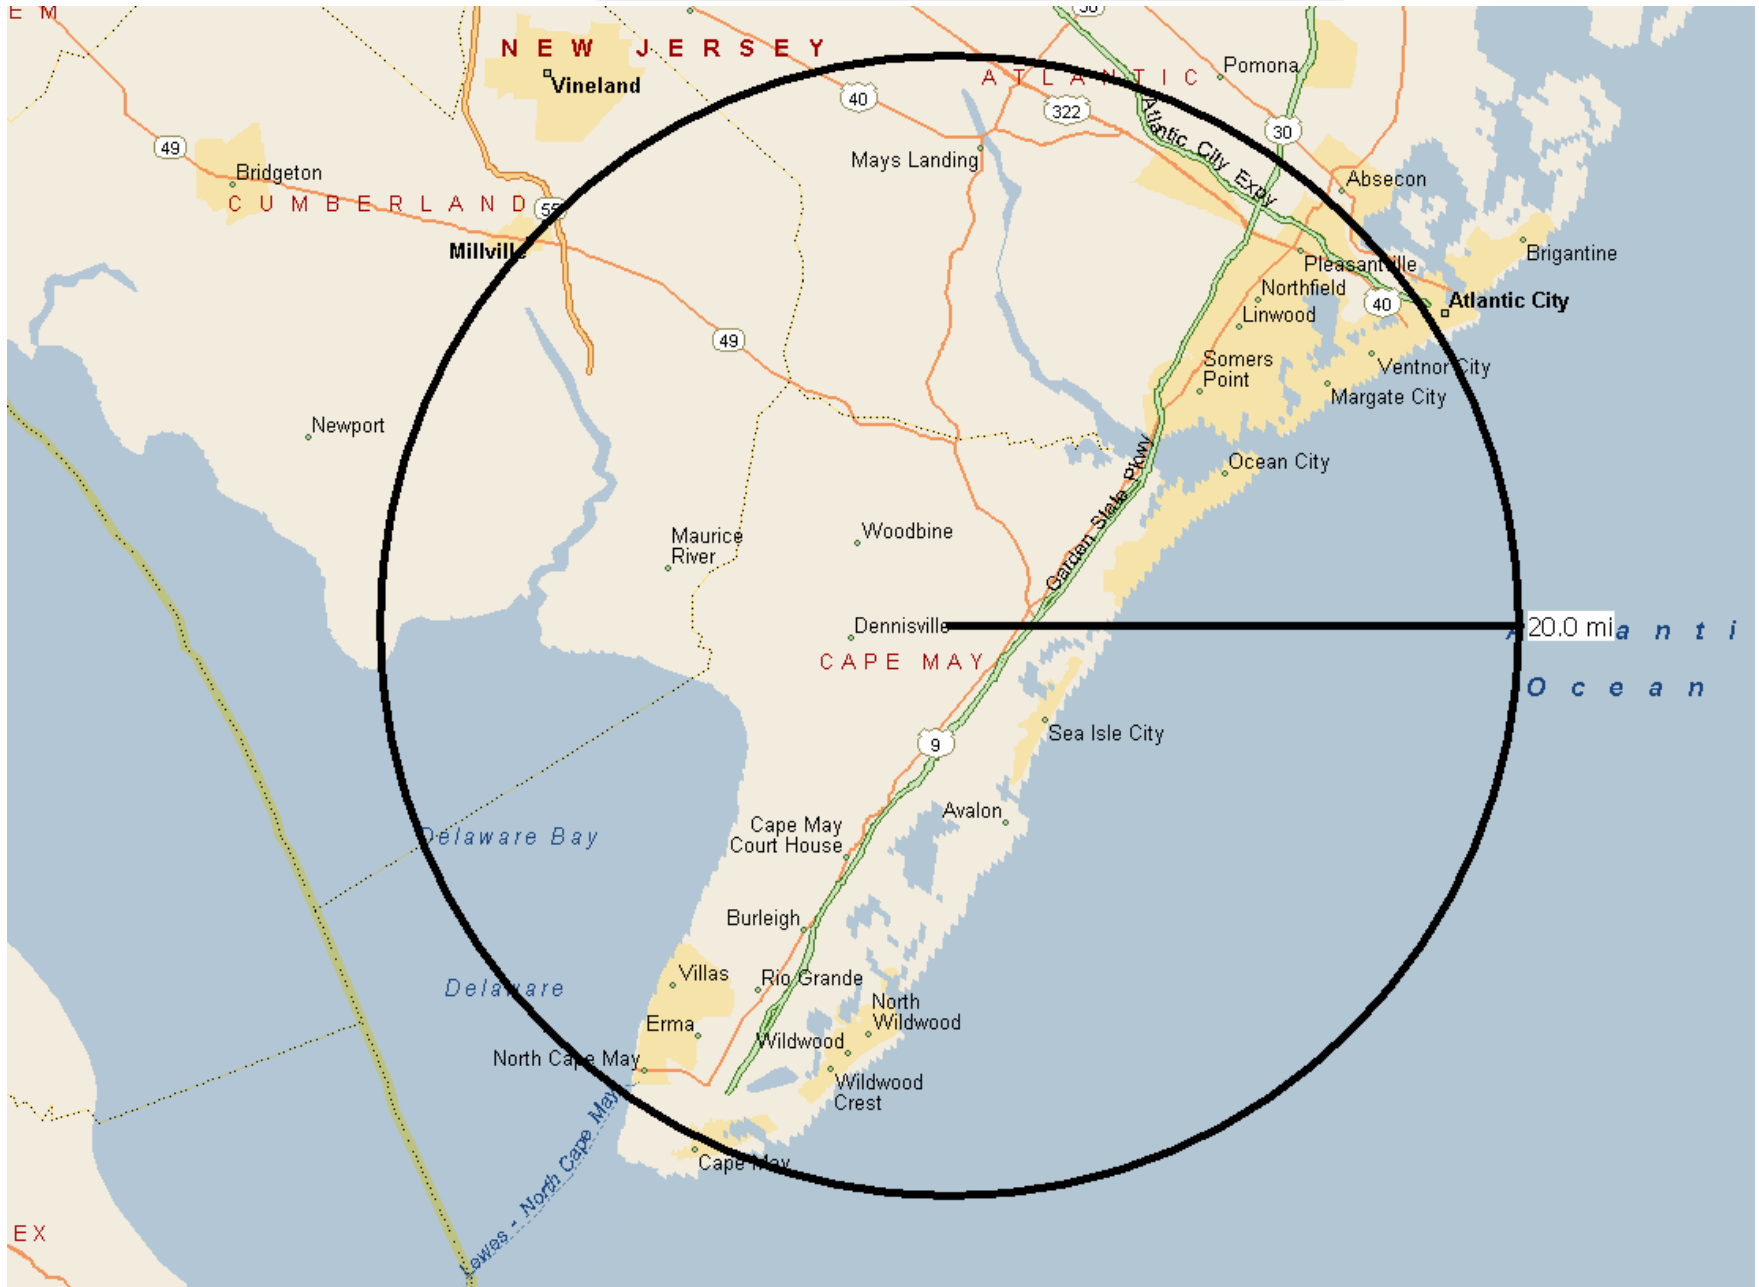 E M
NEW JERSEY
30
Pomona
Vineland
ATLANTIC
40
322
Atlantic City Expy
30
49
Bridgeton
Mays Landing
Absecon
CUMBERLAND
55
Millville
Brigantine
Pleasantville
Northfield
40
Atlantic City
Linwood
49
Somers
Point
Ventnor City
Margate City
Newport
Garden State Pkwy
Ocean City
Woodbine
Maurice
River
Dennisville
20.0 mi
A anti
CAPE MAY
Ocean
Sea Isle City
9
Avalon
Cape May
Court House
Delaware Bay
Burleigh
Villas
Rio Grande
Delaware
North
Wildwood
Erma
Wildwood
North Cape May
Wildwood
Crest
Cape May
Lewes - North Cape May
EX